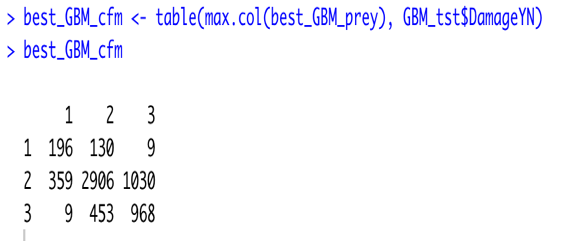 > best_GBM_cfm <- table(max.col(best_GBM_prey), GBM_tst$DamageYN)
> best_GBM_cfm
1 2 3
1 196 130 9
2 359 2906 1030
3 9 453 968